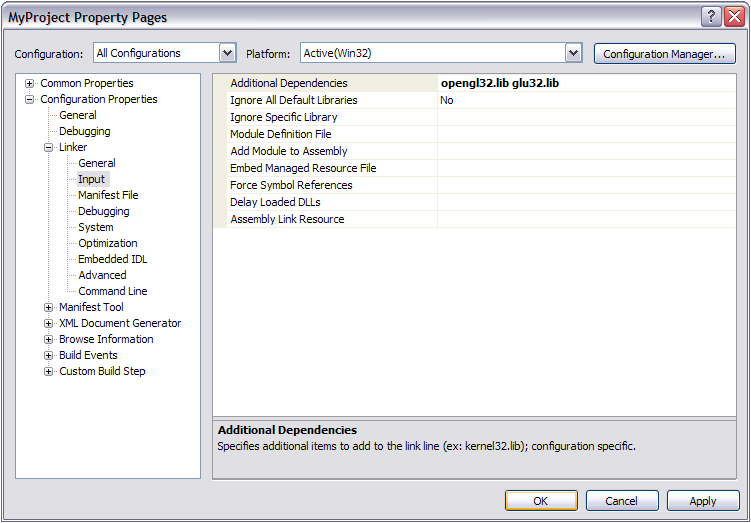 MyProject Property Pages
Configuration: All Configurations Platform: Active(Win32) Configuration Manager...
Common Properties
Configuration Properties
General
Debugging
Linker
General
Input
Manifest File
Debugging
System
Optimization
Embedded IDL
Advanced
Command Line
Manifest Tool
XML Document Generator
Browse Information
Build Events
Custom Build Step
Additional Dependencies opengl32.lib glu32.lib
Ignore All Default Libraries No
Ignore Specific Library
Module Definition File
Add Module to Assembly
Embed Managed Resource File
Force Symbol References
Delay Loaded DLLs
Assembly Link Resource
Additional Dependencies
Specifies additional items to add to the link line (ex: kernel32.lib); configuration specific.
OK Cancel Apply